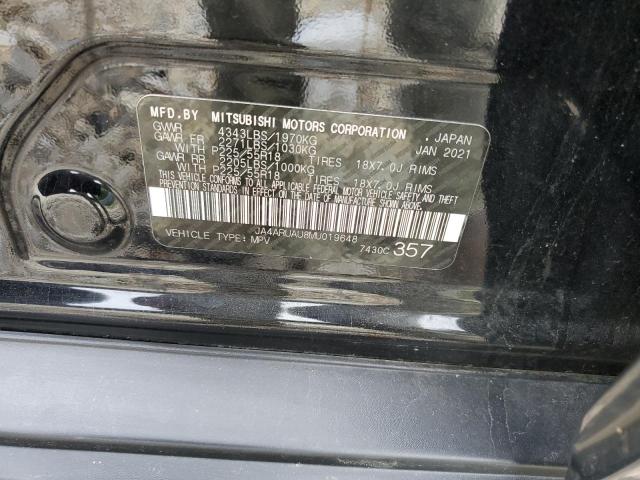 MFD.BY MITSUBISHI MOTORS CORPORATION . JAPAN
GVWR 4343LBS/1970KG JAN 2021
GAWR FR 2271LBS/1030KG
WITH P225/55R18 TIRES 18X7.0J RIMS
GAWR RR 2205LBS/1000KG
WITH P225/55R18 TIRES 18X7.0J RIMS
THIS VEHICLE CONFORMS TO ALL APPLICABLE FEDERAL MOTOR VEHICLE SAFETY AND THEFT
PREVENTION STANDARDS IN EFFECT ON THE DATE OF MANUFACTURE SHOWN ABOVE.
JA4ARUAU8MU019648
VEHICLE TYPE: MPV 7430C 357